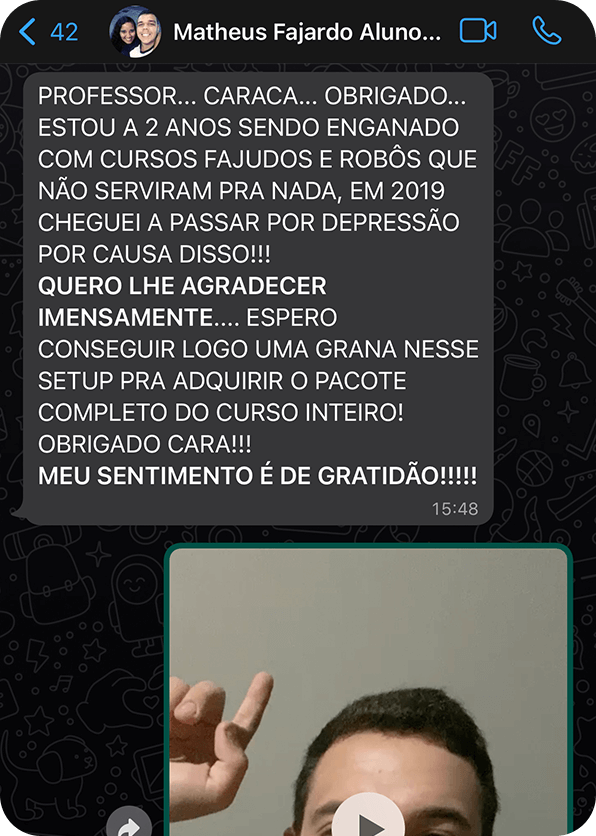 42 Matheus Fajardo Aluno...
PROFESSOR... CARACA... OBRIGADO...
ESTOU A 2 ANOS SENDO ENGANADO
COM CURSOS FAJUDOS E ROBÔS QUE
NÃO SERVIRAM PRA NADA, EM 2019
CHEGUEI A PASSAR POR DEPRESSÃO
POR CAUSA DISSO!!!
QUERO LHE AGRADECER
IMENSAMENTE.... ESPERO
CONSEGUIR LOGO UMA GRANA NESSE
SETUP PRA ADQUIRIR O PACOTE
COMPLETO DO CURSO INTEIRO!
OBRIGADO CARA!!!
MEU SENTIMENTO É DE GRATIDÃO!!!!!
15:48